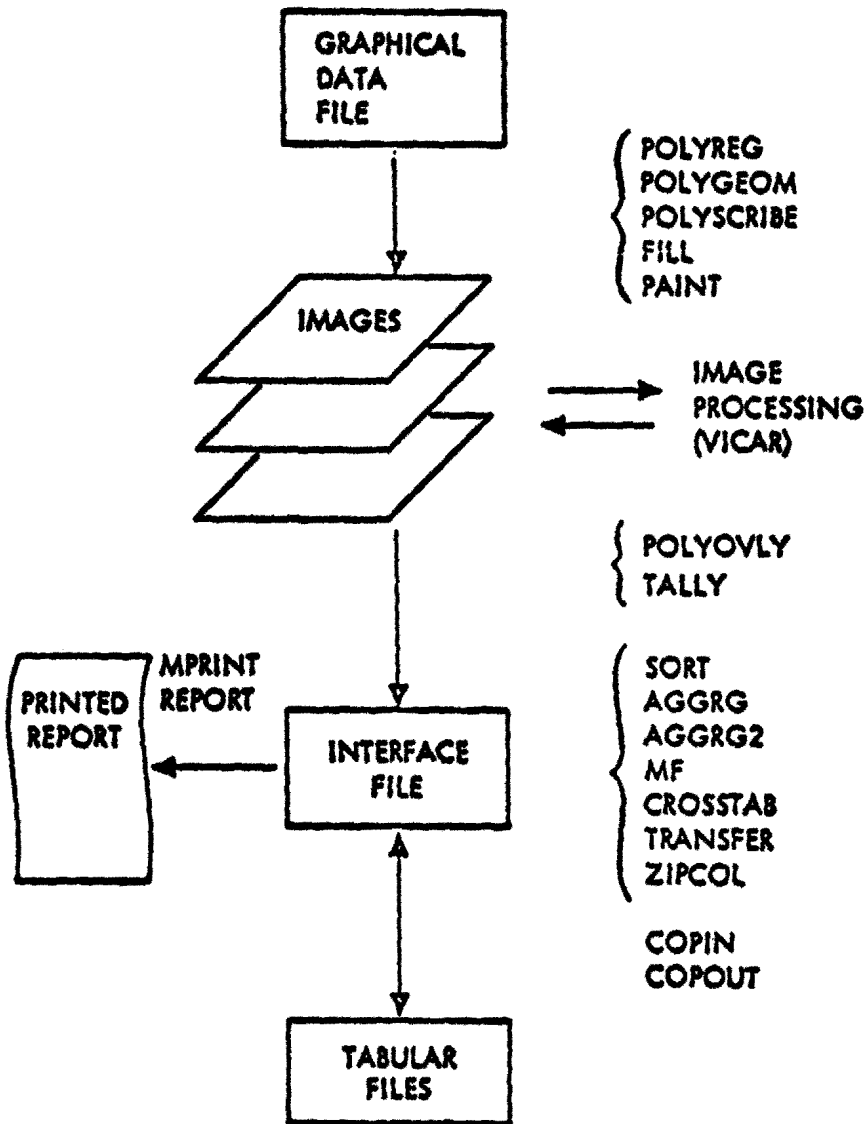 GRAPHICAL
DATA
FILE
POLYREG
POLYGEOM
POLYSCRIBE
FILL
PAINT
IMAGES
IMAGE
PROCESSING
(VICAR)
POLYOVLY
TALLY
MPRINT
REPORT
PRINTED
REPORT
INTERFACE
FILE
SORT
AGGRG
AGGRG2
MF
CROSSTAB
TRANSFER
ZIPCOL
COPIN
COPOUT
TABULAR
FILES